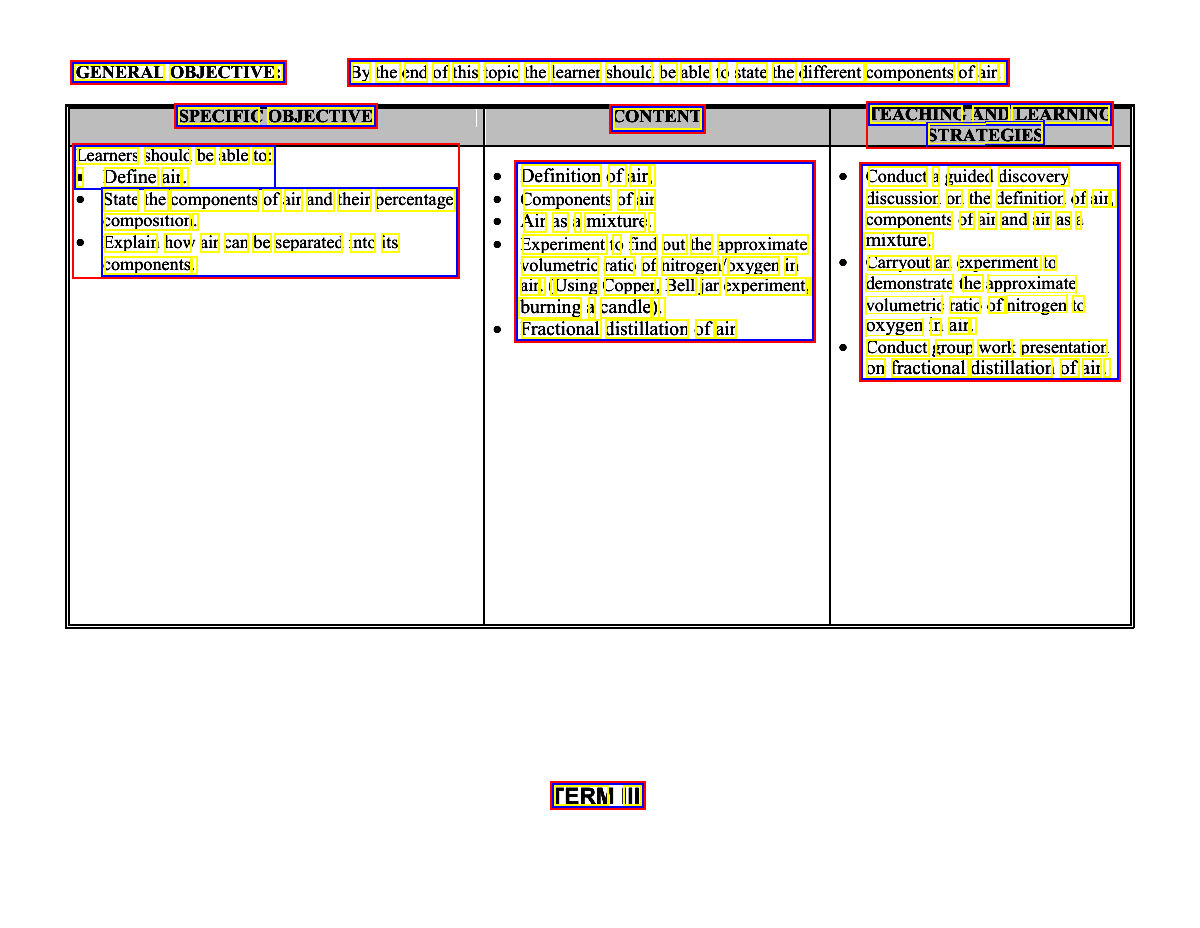 GENERAL OBJECTIVE: By the end of this topic the learner should be able to state the different components of air
SPECIFIC OBJECTIVE
CONTENT
TEACHING AND LEARNING
STRATEGIES
Learners should be able to:
▪ Define air.
• State the components of air and their percentage
composition.
• Explain how air can be separated into its
components.
• Definition of air,
• Components of air
• Air as a mixture.
• Experiment to find out the approximate
volumetric ratio of nitrogen/oxygen in
air. (Using Copper, Bell jar experiment,
burning a candle).
• Fractional distillation of air
• Conduct a guided discovery
discussion on the definition of air,
components of air and air as a
mixture.
• Carryout an experiment to
demonstrate the approximate
volumetric ratio of nitrogen to
oxygen in air.
• Conduct group work presentation
on fractional distillation of air.
TERM III